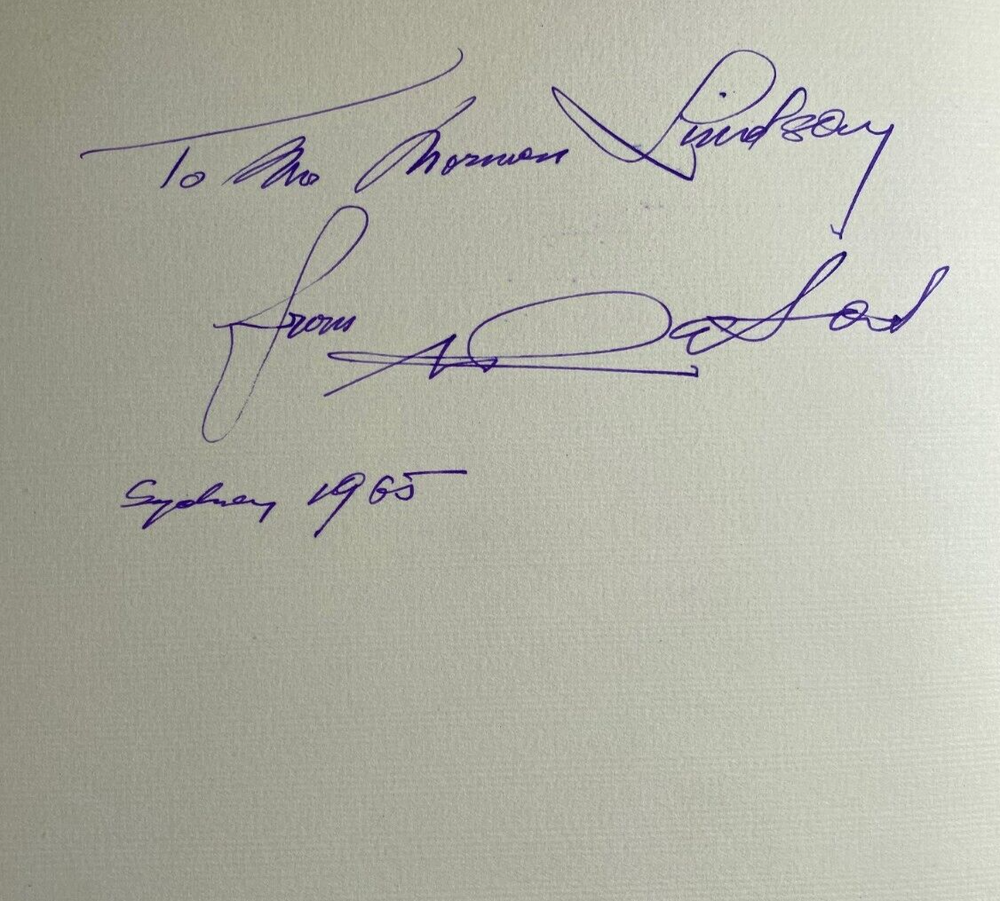 To Mr Norman Lindsay
from
Sydney 1965